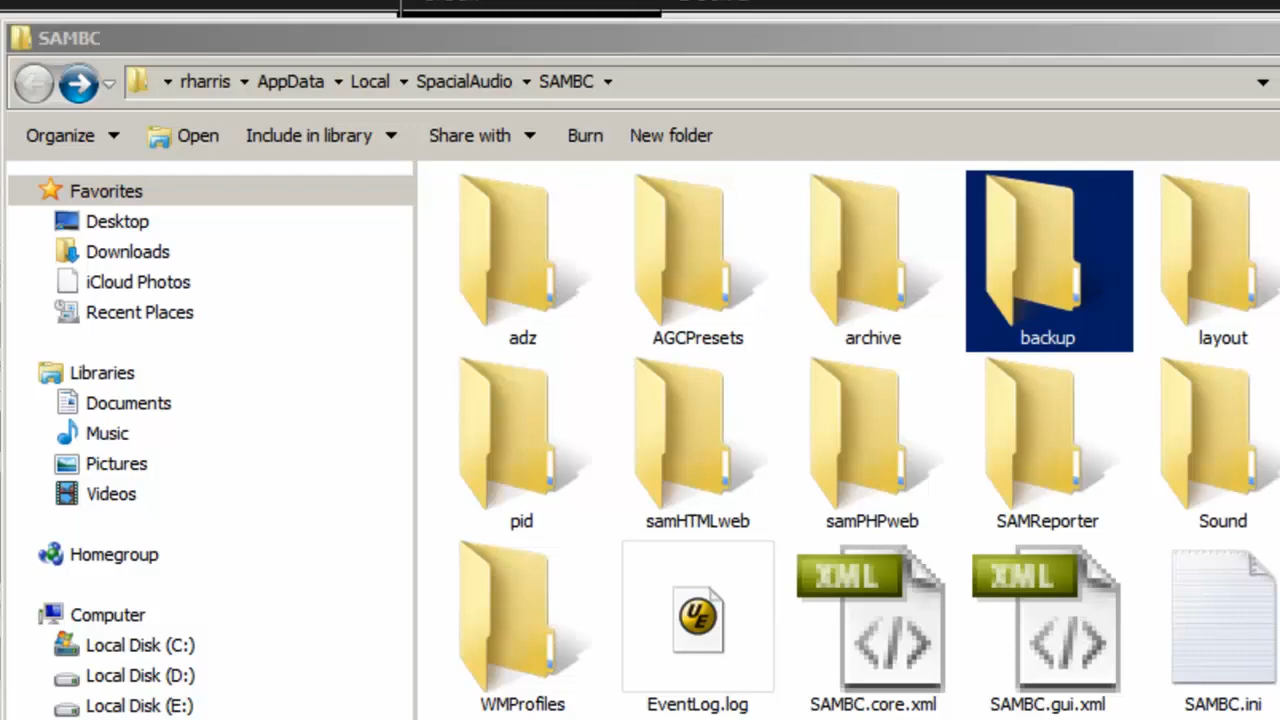 SAMBC
rharris AppData Local SpacialAudio SAMBC
Organize Open Include in library Share with Burn New folder
Favorites
Desktop
Downloads
iCloud Photos
Recent Places
Libraries
Documents
Music
Pictures
Videos
Homegroup
Computer
Local Disk (C:)
Local Disk (D:)
Local Disk (E:)
adz AGCPresets archive backup layout
pid samHTMLweb samPHPweb SAMReporter Sound
XML XML
UE
WMProfiles EventLog.log SAMBC.core.xml SAMBC.gui.xml SAMBC.ini